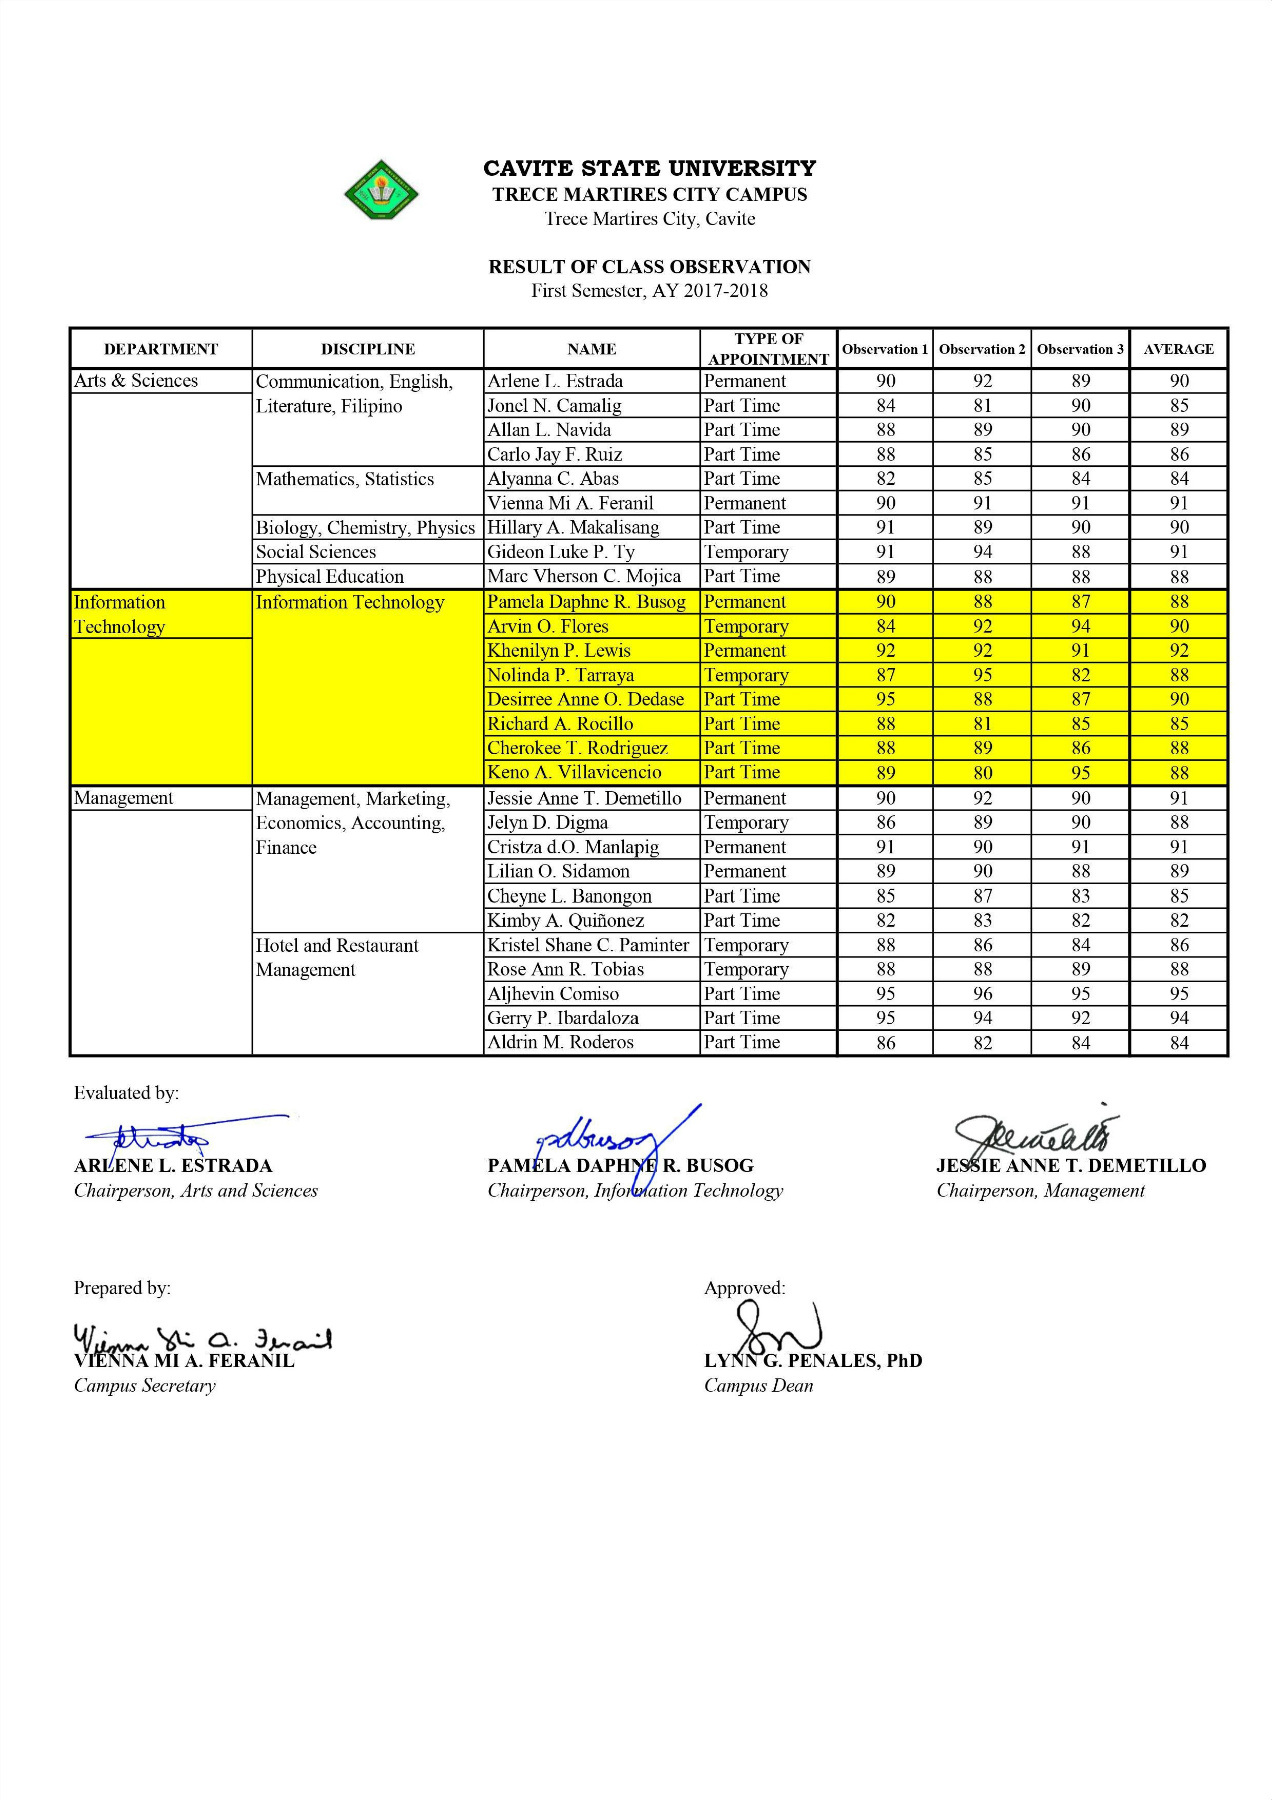 CAVITE STATE UNIVERSITY
TRECE MARTIRES CITY CAMPUS
Trece Martires City, Cavite
RESULT OF CLASS OBSERVATION
First Semester, AY 2017-2018
DEPARTMENT DISCIPLINE NAME TYPE OF APPOINTMENT Observation 1 Observation 2 Observation 3 AVERAGE
Arts & Sciences Communication, English, Arlene L. Estrada Permanent 90 92 89 90
Literature, Filipino Jonel N. Camalig Part Time 84 81 90 85
Allan L. Navida Part Time 88 89 90 89
Carlo Jay F. Ruiz Part Time 88 85 86 86
Mathematics, Statistics Alyanna C. Abas Part Time 82 85 84 84
Vienna Mi A. Feranil Permanent 90 91 91 91
Biology, Chemistry, Physics Hillary A. Makalisang Part Time 91 89 90 90
Social Sciences Gideon Luke P. Ty Temporary 91 94 88 91
Physical Education Marc Vherson C. Mojica Part Time 89 88 88 88
Information Information Technology Pamela Daphne R. Busog Permanent 90 88 87 88
Technology Arvin O. Flores Temporary 84 92 94 90
Khenilyn P. Lewis Permanent 92 92 91 92
Nolinda P. Tarraya Temporary 87 95 82 88
Desirree Anne O. Dedase Part Time 95 88 87 90
Richard A. Rocillo Part Time 88 81 85 85
Cherokee T. Rodriguez Part Time 88 89 86 88
Keno A. Villavicencio Part Time 89 80 95 88
Management Management, Marketing, Jessie Anne T. Demetillo Permanent 90 92 90 91
Economics, Accounting, Jelyn D. Digma Temporary 86 89 90 88
Finance Cristza d.O. Manlapig Permanent 91 90 91 91
Lilian O. Sidamon Permanent 89 90 88 89
Cheyne L. Banongon Part Time 85 87 83 85
Kimby A. Quiñonez Part Time 82 83 82 82
Hotel and Restaurant Kristel Shane C. Paminter Temporary 88 86 84 86
Management Rose Ann R. Tobias Temporary 88 88 89 88
Aljhevin Comiso Part Time 95 96 95 95
Gerry P. Ibardaloza Part Time 95 94 92 94
Aldrin M. Roderos Part Time 86 82 84 84
Evaluated by:
pdbusog
ARLENE L. ESTRADA PAMELA DAPHNE R. BUSOG JESSIE ANNE T. DEMETILLO
Chairperson, Arts and Sciences Chairperson, Information Technology Chairperson, Management
Prepared by: Approved:
Vienna Mi A. Feranil
VIENNA MI A. FERANIL LYNN G. PENALES, PhD
Campus Secretary Campus Dean